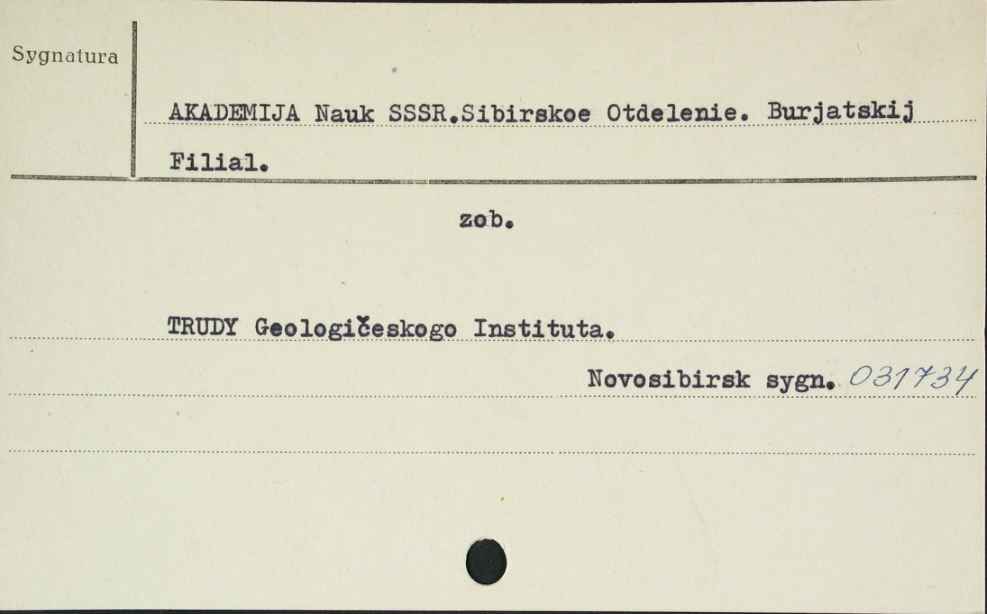 Sygnatura
AKADEMIJA Nauk SSSR.Sibirskoe Otdelenie. Burjatskij
Filial.
zob.
TRUDY Geologičeskogo Instituta.
Novosibirsk sygn. 031734